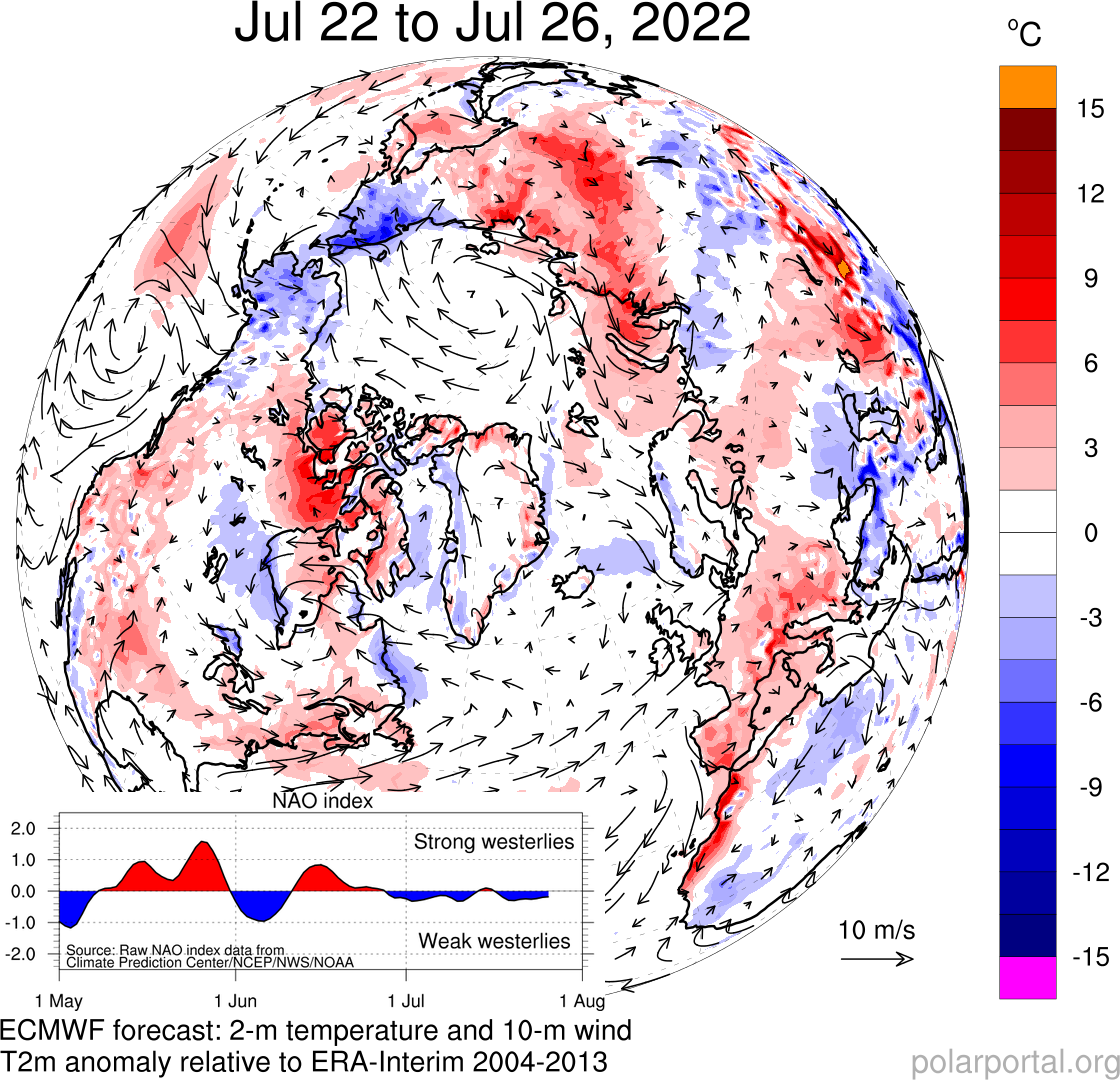 Jul 22 to Jul 26, 2022
°C
15
12
9
6
3
0
-3
-6
-9
-12
-15
NAO index
2.0
1.0
0.0
-1.0
-2.0
Strong westerlies
Weak westerlies
Source: Raw NAO index data from
Climate Prediction Center/NCEP/NWS/NOAA
1 May
1 Jun
1 Jul
1 Aug
10 m/s
ECMWF forecast: 2-m temperature and 10-m wind
T2m anomaly relative to ERA-Interim 2004-2013
polarportal.org